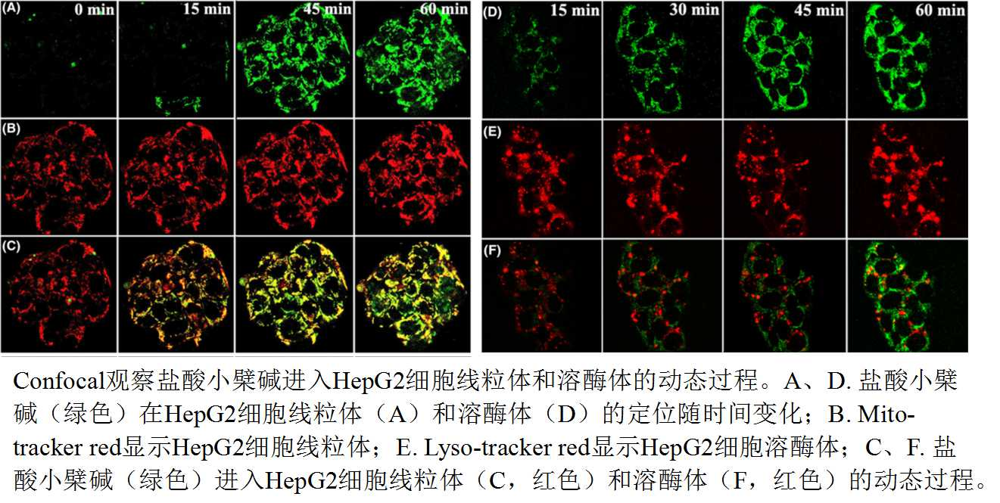 (A) 0 min 15 min 45 min 60 min
(D) 15 min 30 min 45 min 60 min
(B)
(E)
(C)
(F)
Confocal观察盐酸小檗碱进入HepG2细胞线粒体和溶酶体的动态过程。A、D. 盐酸小檗
碱（绿色）在HepG2细胞线粒体（A）和溶酶体（D）的定位随时间变化；B. Mito-
tracker red显示HepG2细胞线粒体；E. Lyso-tracker red显示HepG2细胞溶酶体；C、F. 盐
酸小檗碱（绿色）进入HepG2细胞线粒体（C，红色）和溶酶体（F，红色）的动态过程。